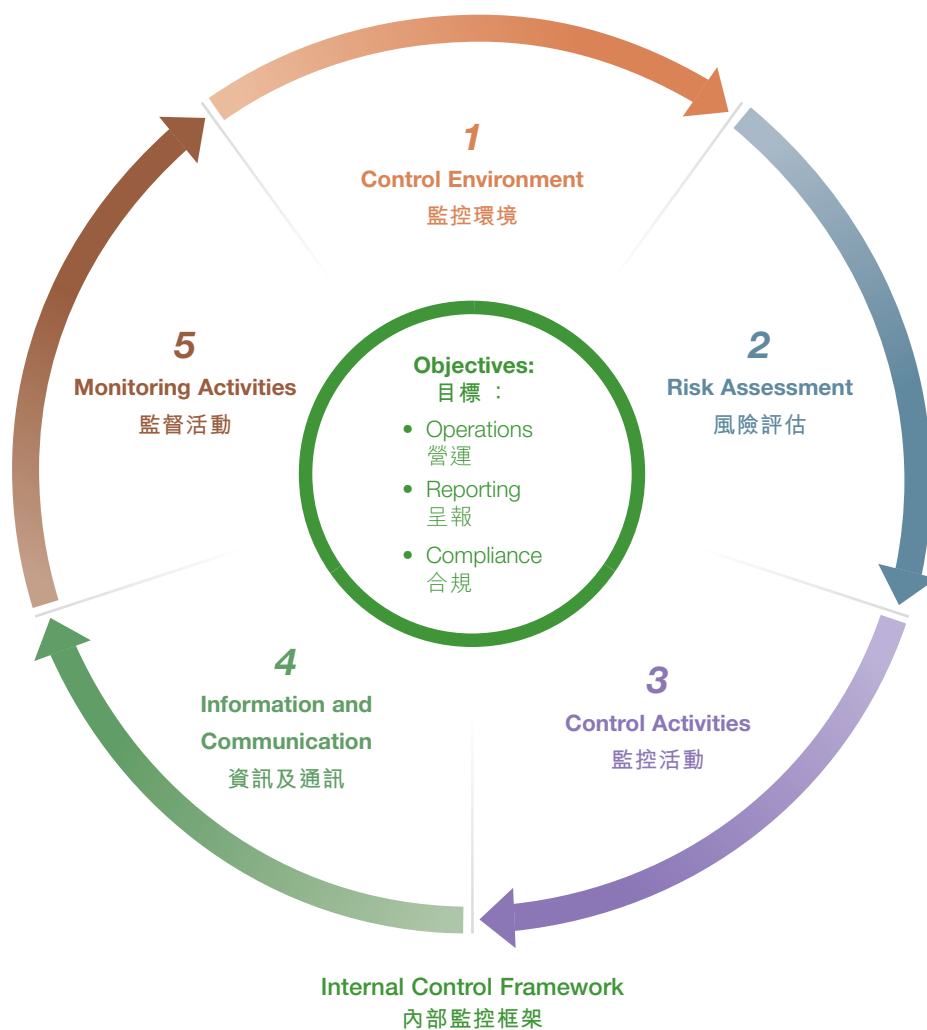 1
Control Environment
監控環境
2
Risk Assessment
風險評估
3
Control Activities
監控活動
4
Information and
Communication
資訊及通訊
5
Monitoring Activities
監督活動
Objectives:
目標：
• Operations
營運
• Reporting
呈報
• Compliance
合規
Internal Control Framework
內部監控框架